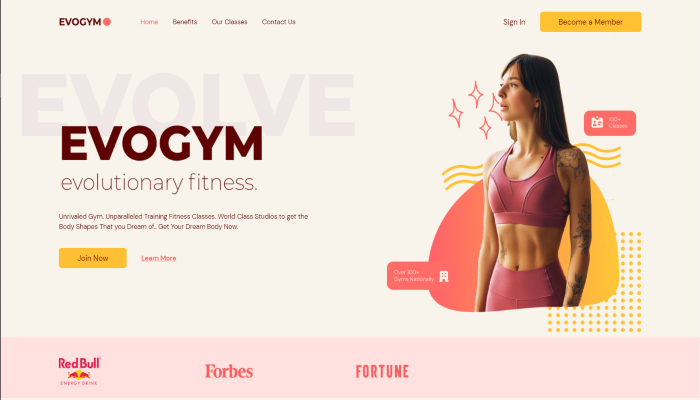 EVOGYM
Home
Benefits
Our Classes
Contact Us
Sign In
Become a Member
EVOLVE
EVOGYM
evolutionary fitness.
100+
Classes
Unrivaled Gym. Unparalleled Training Fitness Classes. World Class Studios to get the
Body Shapes That you Dream of.. Get Your Dream Body Now.
Join Now
Learn More
Over 100+
Gyms Nationally
Red Bull
ENERGY DRINK
Forbes
FORTUNE